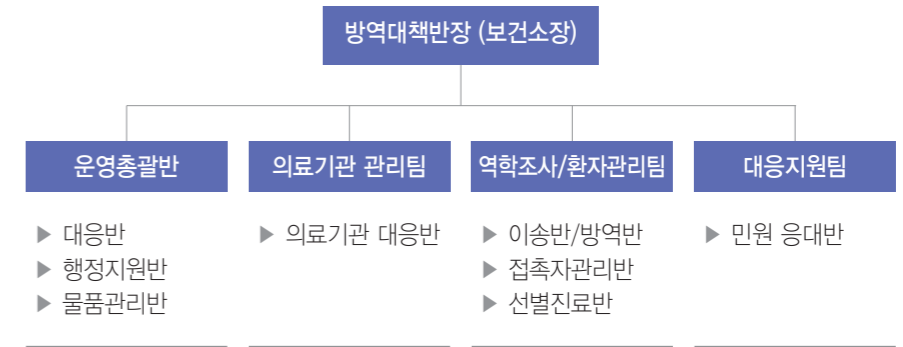 방역대책반장 (보건소장)
운영총괄반
▶ 대응반
▶ 행정지원반
▶ 물품관리반
의료기관 관리팀
▶ 의료기관 대응반
역학조사/환자관리팀
▶ 이송반/방역반
▶ 접촉자관리반
▶ 선별진료반
대응지원팀
▶ 민원 응대반